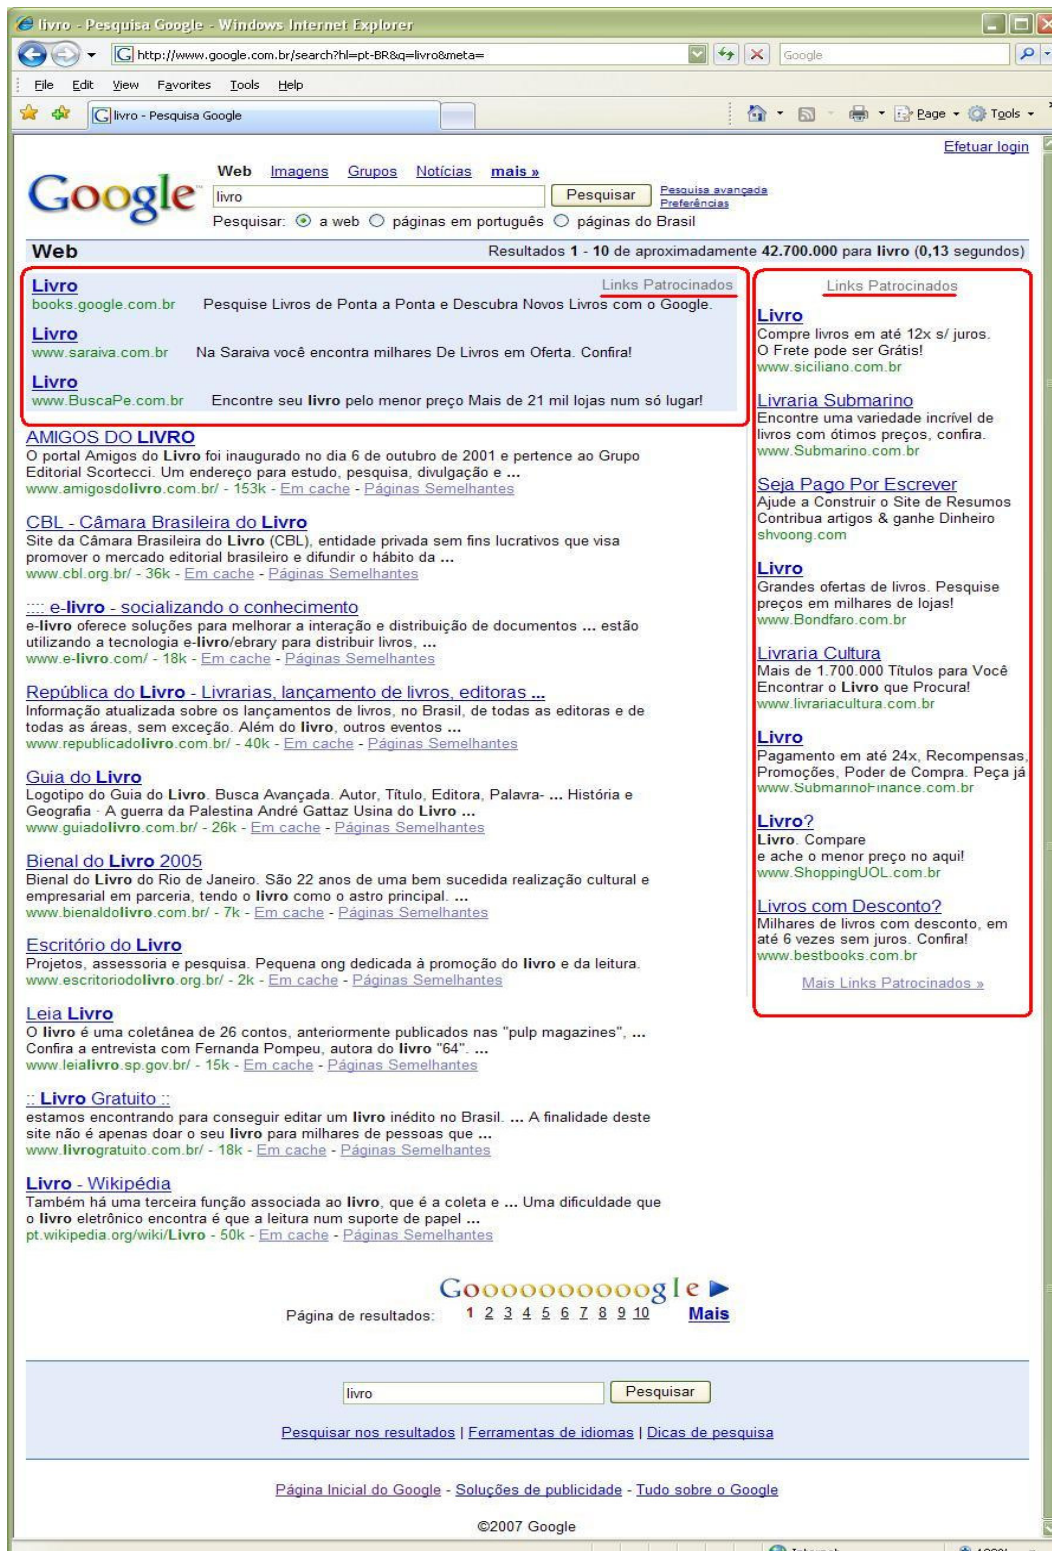 livro - Pesquisa Google - Windows Internet Explorer
http://www.google.com.br/search?hl=pt-BR&q=livro&meta=
Google
File Edit View Favorites Tools Help
livro - Pesquisa Google
Page Tools
Efetuar login
Google
Web Imagens Grupos Notícias mais »
livro Pesquisar Pesquisa avançada
Preferências
Pesquisar: a web páginas em português páginas do Brasil
Web Resultados 1 - 10 de aproximadamente 42.700.000 para livro (0,13 segundos)
Livro Links Patrocinados
books.google.com.br Pesquise Livros de Ponta a Ponta e Descubra Novos Livros com o Google.
Livro
www.saraiva.com.br Na Saraiva você encontra milhares De Livros em Oferta. Confira!
Livro
www.BuscaPe.com.br Encontre seu livro pelo menor preço Mais de 21 mil lojas num só lugar!
AMIGOS DO LIVRO
O portal Amigos do Livro foi inaugurado no dia 6 de outubro de 2001 e pertence ao Grupo
Editorial Scortecci. Um endereço para estudo, pesquisa, divulgação e ...
www.amigosdolivro.com.br/ - 153k - Em cache - Páginas Semelhantes
CBL - Câmara Brasileira do Livro
Site da Câmara Brasileira do Livro (CBL), entidade privada sem fins lucrativos que visa
promover o mercado editorial brasileiro e difundir o hábito da ...
www.cbl.org.br/ - 36k - Em cache - Páginas Semelhantes
:::: e-livro - socializando o conhecimento
e-livro oferece soluções para melhorar a interação e distribuição de documentos ... estão
utilizando a tecnologia e-livro/ebrary para distribuir livros, ...
www.e-livro.com/ - 18k - Em cache - Páginas Semelhantes
República do Livro - Livrarias, lançamento de livros, editoras ...
Informação atualizada sobre os lançamentos de livros, no Brasil, de todas as editoras e de
todas as áreas, sem exceção. Além do livro, outros eventos ...
www.republicadolivro.com.br/ - 40k - Em cache - Páginas Semelhantes
Guia do Livro
Logotipo do Guia do Livro. Busca Avançada. Autor, Título, Editora, Palavra- ... História e
Geografia · A guerra da Palestina André Gattaz Usina do Livro ...
www.guiadolivro.com.br/ - 26k - Em cache - Páginas Semelhantes
Bienal do Livro 2005
Bienal do Livro do Rio de Janeiro. São 22 anos de uma bem sucedida realização cultural e
empresarial em parceria, tendo o livro como o astro principal. ...
www.bienaldolivro.com.br/ - 7k - Em cache - Páginas Semelhantes
Escritório do Livro
Projetos, assessoria e pesquisa. Pequena ong dedicada à promoção do livro e da leitura.
www.escritoriodolivro.org.br/ - 2k - Em cache - Páginas Semelhantes
Leia Livro
O livro é uma coletânea de 26 contos, anteriormente publicados nas "pulp magazines", ...
Confira a entrevista com Fernanda Pompeu, autora do livro "64". ...
www.leialivro.sp.gov.br/ - 15k - Em cache - Páginas Semelhantes
:: Livro Gratuito ::
estamos encontrando para conseguir editar um livro inédito no Brasil. ... A finalidade deste
site não é apenas doar o seu livro para milhares de pessoas que ...
www.livrogratuito.com.br/ - 18k - Em cache - Páginas Semelhantes
Livro - Wikipédia
Também há uma terceira função associada ao livro, que é a coleta e ... Uma dificuldade que
o livro eletrônico encontra é que a leitura num suporte de papel ...
pt.wikipedia.org/wiki/Livro - 50k - Em cache - Páginas Semelhantes
Links Patrocinados
Livro
Compre livros em até 12x s/ juros.
O Frete pode ser Grátis!
www.siciliano.com.br
Livraria Submarino
Encontre uma variedade incrível de
livros com ótimos preços, confira.
www.Submarino.com.br
Seja Pago Por Escrever
Ajude a Construir o Site de Resumos
Contribua artigos & ganhe Dinheiro
shvoong.com
Livro
Grandes ofertas de livros. Pesquise
preços em milhares de lojas!
www.Bondfaro.com.br
Livraria Cultura
Mais de 1.700.000 Títulos para Você
Encontrar o Livro que Procura!
www.livrariacultura.com.br
Livro
Pagamento em até 24x, Recompensas,
Promoções, Poder de Compra. Peça já
www.SubmarinoFinance.com.br
Livro?
Livro. Compare
e ache o menor preço no aqui!
www.ShoppingUOL.com.br
Livros com Desconto?
Milhares de livros com desconto, em
até 6 vezes sem juros. Confira!
www.bestbooks.com.br
Mais Links Patrocinados »
Goooooooooogle
Página de resultados: 1 2 3 4 5 6 7 8 9 10 Mais
livro Pesquisar
Pesquisar nos resultados | Ferramentas de idiomas | Dicas de pesquisa
Página Inicial do Google - Soluções de publicidade - Tudo sobre o Google
©2007 Google